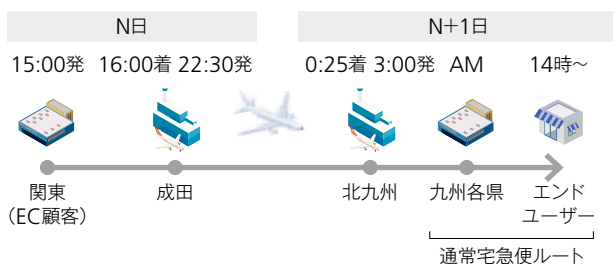 N日
N+1日
15:00発 16:00着 22:30発
0:25着 3:00発 AM 14時～
関東
(EC顧客)
成田
北九州
九州各県
エンド
ユーザー
通常宅急便ルート